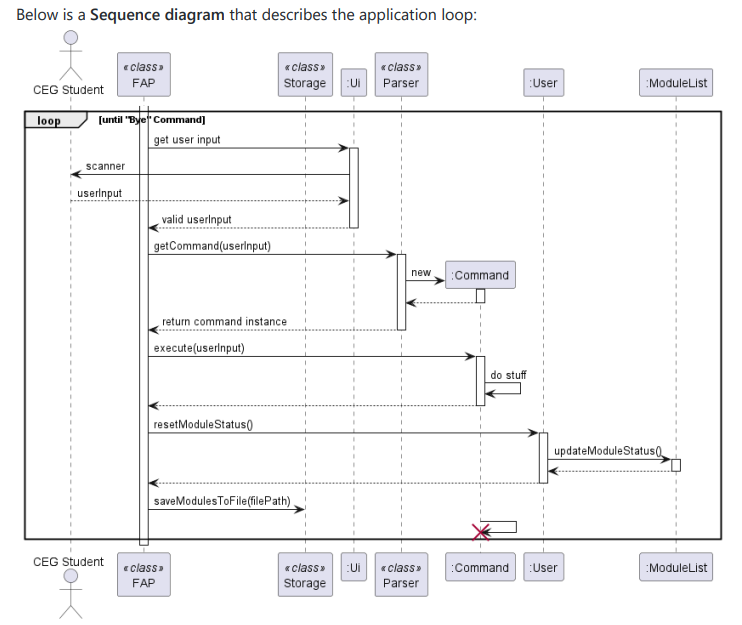 Below is a Sequence diagram that describes the application loop:
CEG Student
«class»
FAP
«class»
Storage
:Ui
«class»
Parser
:User
:ModuleList
loop
[until "Bye" Command]
get user input
scanner
userInput
valid userInput
getCommand(userInput)
new
:Command
return command instance
execute(userInput)
do stuff
resetModuleStatus()
updateModuleStatus()
saveModulesToFile(filePath)
CEG Student
«class»
FAP
«class»
Storage
:Ui
«class»
Parser
:Command
:User
:ModuleList